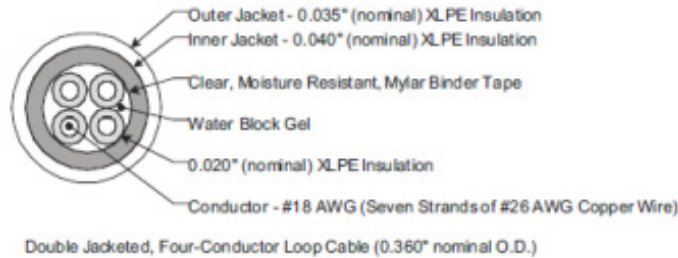 Outer Jacket - 0.035" (nominal) XLPE Insulation
Inner Jacket - 0.040" (nominal) XLPE Insulation
Clear, Moisture Resistant, Mylar Binder Tape
Water Block Gel
0.020" (nominal) XLPE Insulation
Conductor - #18 AWG (Seven Strands of #26 AWG Copper Wire)
Double Jacketed, Four-Conductor Loop Cable (0.360" nominal O.D.)